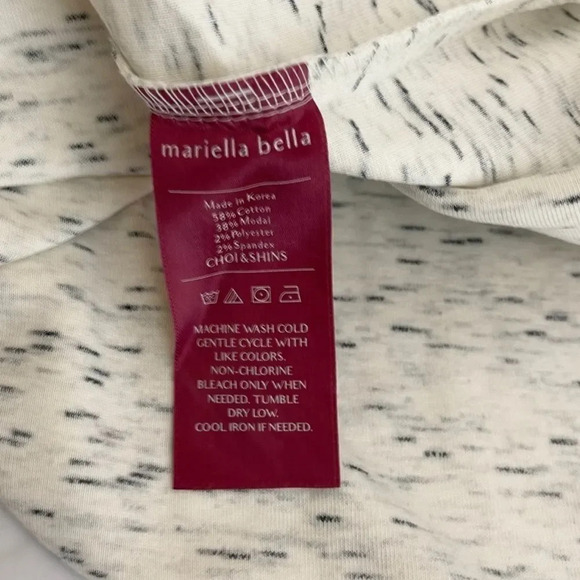 mariella bella
Made in Korea
58% Cotton
38% Modal
2% Polyester
2% Spandex
CHOI&SHINS
MACHINE WASH COLD
GENTLE CYCLE WITH
LIKE COLORS.
NON-CHLORINE
BLEACH ONLY WHEN
NEEDED. TUMBLE
DRY LOW.
COOL IRON IF NEEDED.